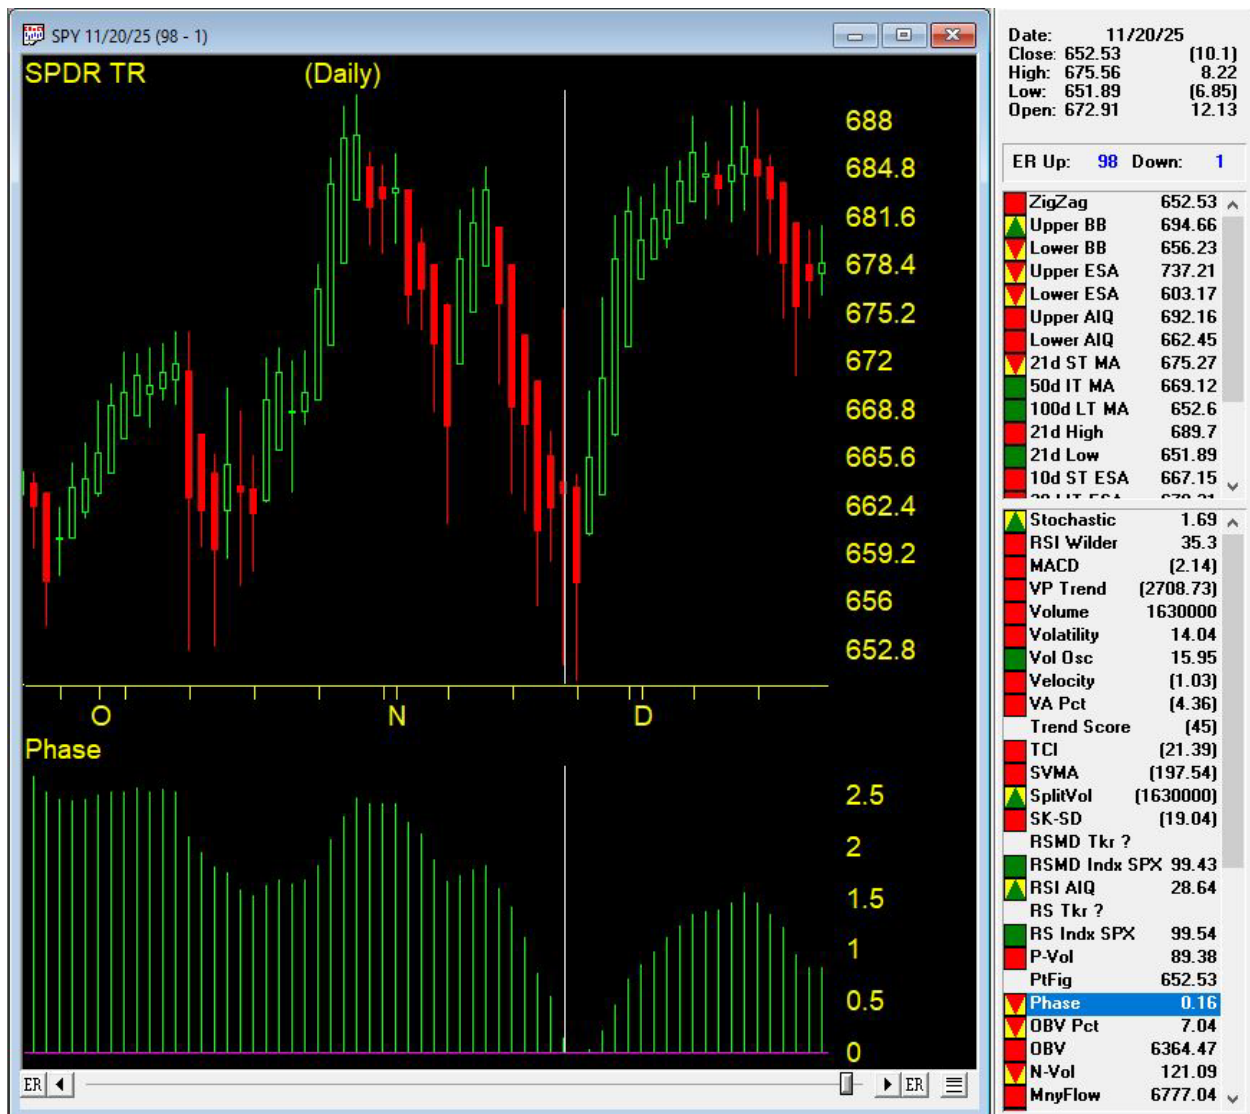 SPY 11/20/25 (98 - 1)
SPDR TR (Daily)
688
684.8
681.6
678.4
675.2
672
668.8
665.6
662.4
659.2
656
652.8
O N D
Phase
2.5
2
1.5
1
0.5
0
ER ER
Date: 11/20/25
Close: 652.53 (10.1)
High: 675.56 8.22
Low: 651.89 (6.85)
Open: 672.91 12.13
ER Up: 98 Down: 1
ZigZag 652.53
Upper BB 694.66
Lower BB 656.23
Upper ESA 737.21
Lower ESA 603.17
Upper AIQ 692.16
Lower AIQ 662.45
21d ST MA 675.27
50d IT MA 669.12
100d LT MA 652.6
21d High 689.7
21d Low 651.89
10d ST ESA 667.15
Stochastic 1.69
RSI Wilder 35.3
MACD (2.14)
VP Trend (2708.73)
Volume 1630000
Volatility 14.04
Vol Osc 15.95
Velocity (1.03)
VA Pct (4.36)
Trend Score (45)
TCI (21.39)
SVMA (197.54)
SplitVol (1630000)
SK-SD (19.04)
RSMD Tkr ?
RSMD Indx SPX 99.43
RSI AIQ 28.64
RS Tkr ?
RS Indx SPX 99.54
P-Vol 89.38
PtFig 652.53
Phase 0.16
OBV Pct 7.04
OBV 6364.47
N-Vol 121.09
MnyFlow 6777.04